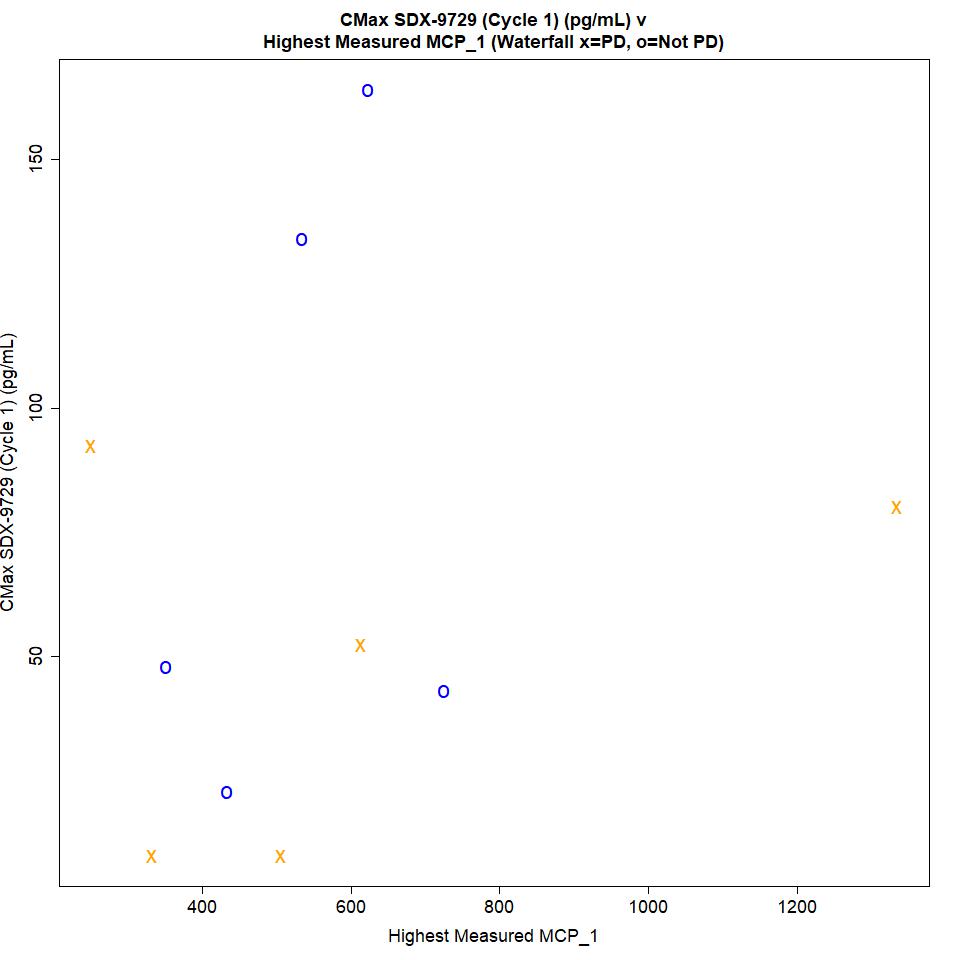 CMax SDX-9729 (Cycle 1) (pg/mL) v
Highest Measured MCP_1 (Waterfall x=PD, o=Not PD)
CMax SDX-9729 (Cycle 1) (pg/mL)
150
100
50
O
O
X
X
X
O
O
O
X
X
400 600 800 1000 1200
Highest Measured MCP_1